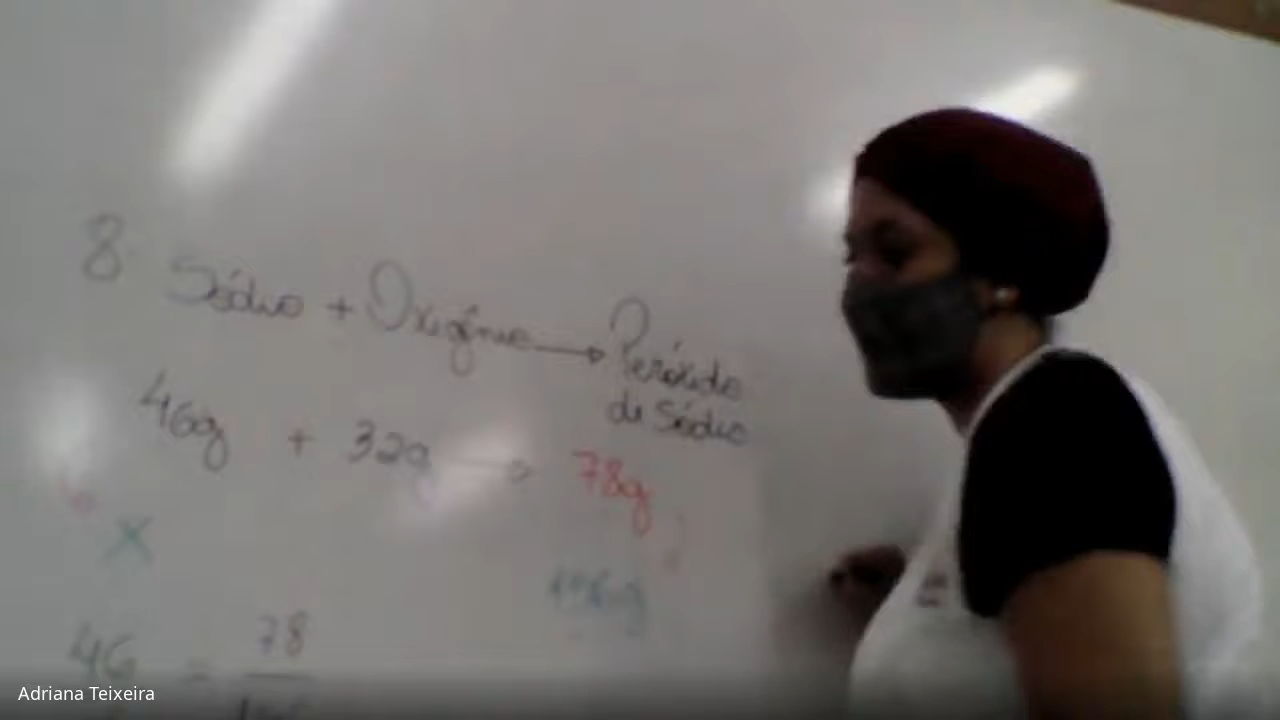 8. Sódio + Oxigênio → Peróxido
de Sódio
46g + 32g → 78g
X 156g
46 = 78
Adriana Teixeira